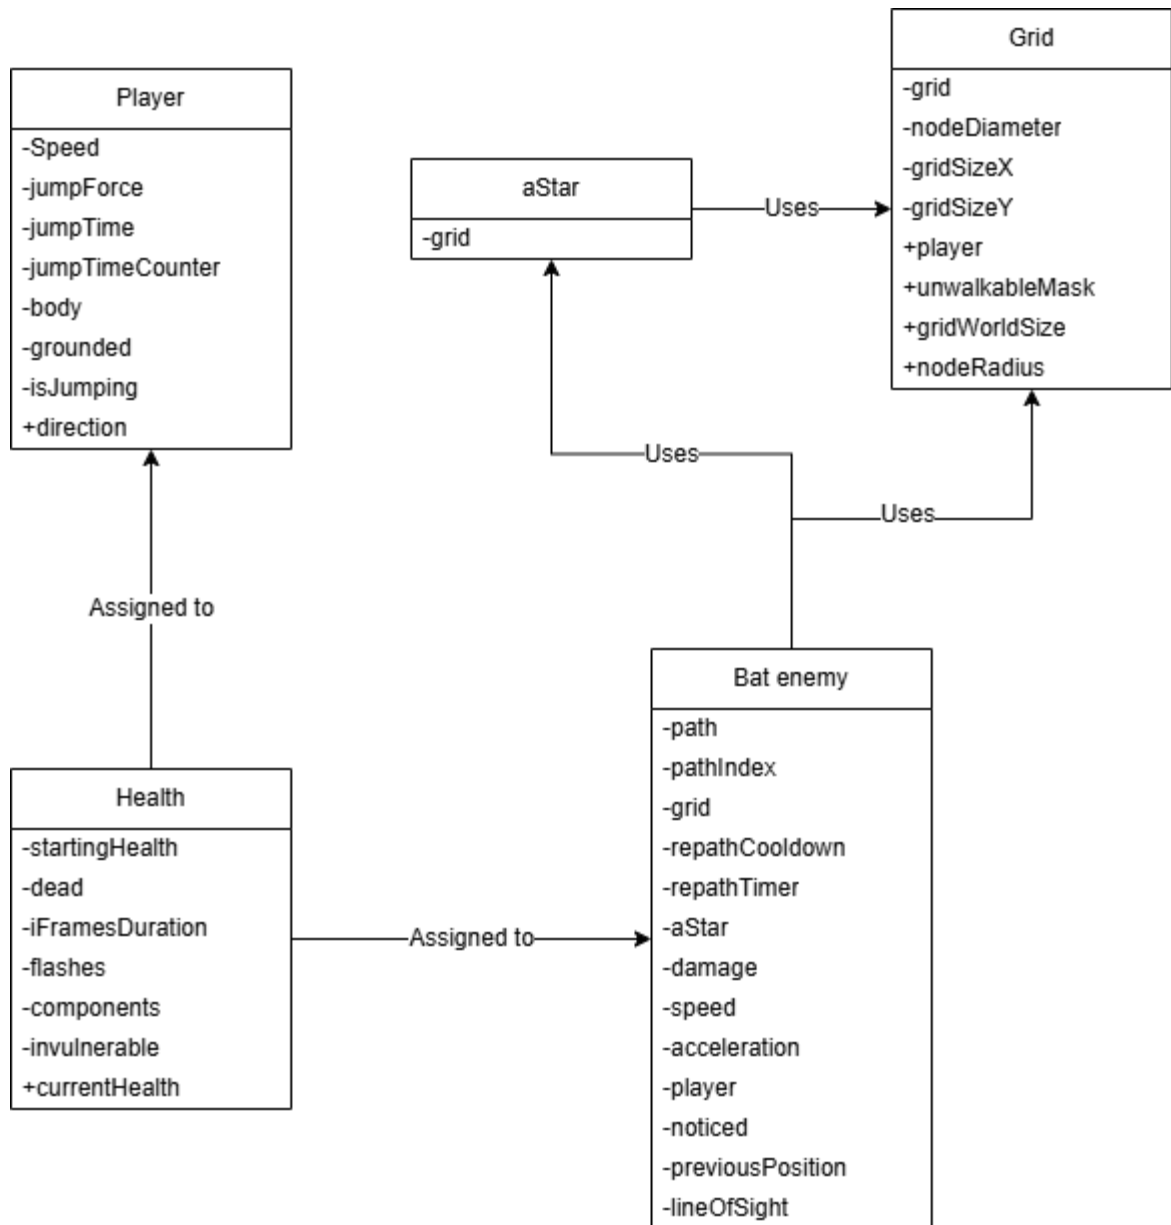 Player
-Speed
-jumpForce
-jumpTime
-jumpTimeCounter
-body
-grounded
-isJumping
+direction
aStar
-grid
Uses
Grid
-grid
-nodeDiameter
-gridSizeX
-gridSizeY
+player
+unwalkableMask
+gridWorldSize
+nodeRadius
Uses
Uses
Assigned to
Health
-startingHealth
-dead
-iFramesDuration
-flashes
-components
-invulnerable
+currentHealth
Assigned to
Bat enemy
-path
-pathIndex
-grid
-repathCooldown
-repathTimer
-aStar
-damage
-speed
-acceleration
-player
-noticed
-previousPosition
-lineOfSight